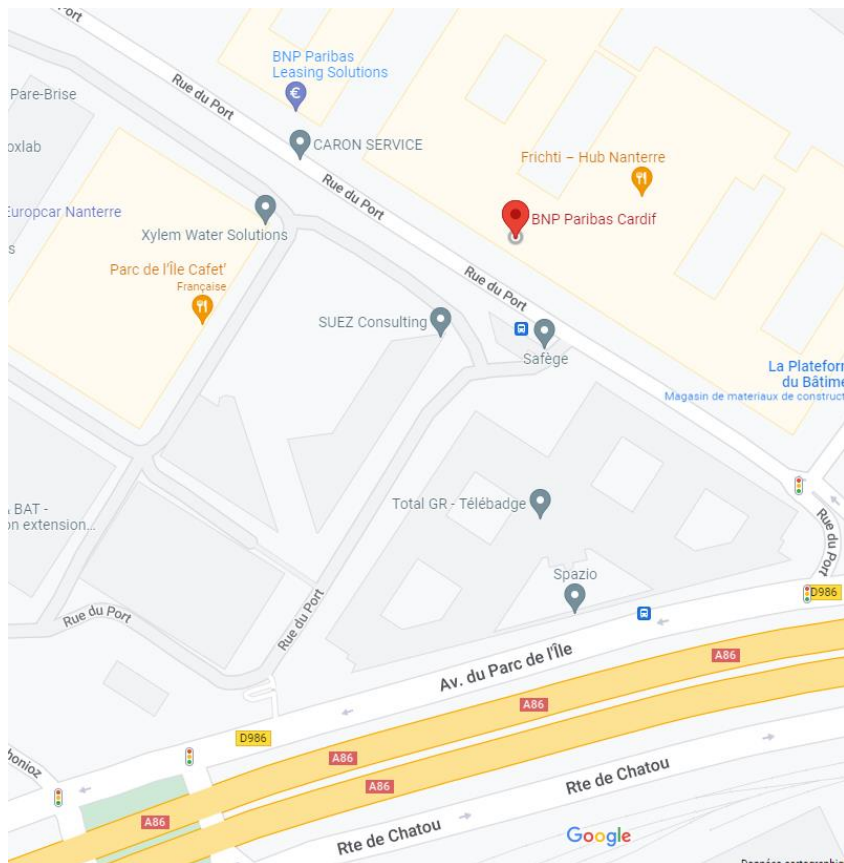 Port
BNP Paribas
Leasing Solutions
€
Rue du Port
Pare-Brise
CARON SERVICE
oxlab
Frichti – Hub Nanterre
Rue du Port
Europcar Nanterre
BNP Paribas Cardif
Xylem Water Solutions
s
Parc de l'Île Cafet'
Française
Rue du Port
SUEZ Consulting
Safège
La Plateform
du Bâtime
Magasin de materiaux de construct
Total GR - Télébadge
& BAT -
on extension...
Rue du Port
Spazio
D986
Rue du Port
Rue du Port
Av. du Parc de l'Île
A86
A86
D986
A86
honioz
A86
A86
Rte de Chatou
Rte de Chatou
Google